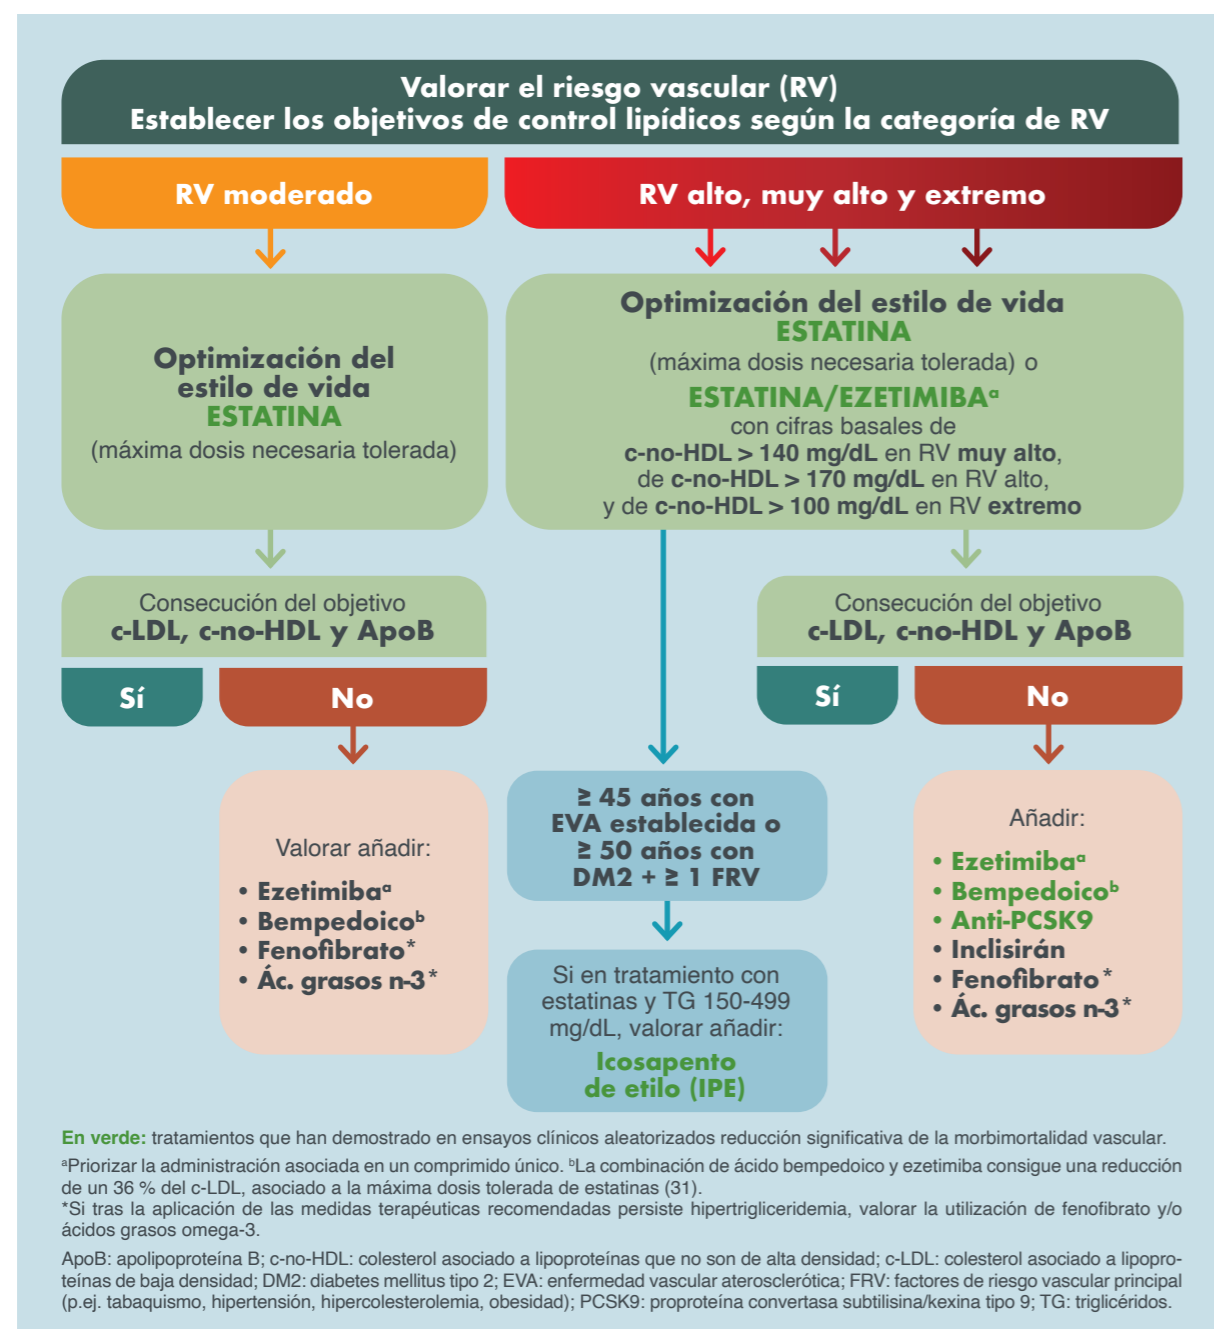 Valorar el riesgo vascular (RV)
Establecer los objetivos de control lipídicos según la categoría de RV
RV moderado
Optimización del
estilo de vida
ESTATINA
(máxima dosis necesaria tolerada)
Consecución del objetivo
c-LDL, c-no-HDL y ApoB
Sí
No
Valorar añadir:
• Ezetimibaᵃ
• Bempedoicoᵇ
• Fenofibrato*
• Ác. grasos n-3*
RV alto, muy alto y extremo
Optimización del estilo de vida
ESTATINA
(máxima dosis necesaria tolerada) o
ESTATINA/EZETIMIBAᵃ
con cifras basales de
c-no-HDL > 140 mg/dL en RV muy alto,
de c-no-HDL > 170 mg/dL en RV alto,
y de c-no-HDL > 100 mg/dL en RV extremo
≥ 45 años con
EVA establecida o
≥ 50 años con
DM2 + ≥ 1 FRV
Si en tratamiento con
estatinas y TG 150-499
mg/dL, valorar añadir:
Icosapento
de etilo (IPE)
Consecución del objetivo
c-LDL, c-no-HDL y ApoB
Sí
No
Añadir:
• Ezetimibaᵃ
• Bempedoicoᵇ
• Anti-PCSK9
• Inclisirán
• Fenofibrato*
• Ác. grasos n-3*
En verde: tratamientos que han demostrado en ensayos clínicos aleatorizados reducción significativa de la morbimortalidad vascular.
ᵃPriorizar la administración asociada en un comprimido único. ᵇLa combinación de ácido bempedoico y ezetimiba consigue una reducción
de un 36 % del c-LDL, asociado a la máxima dosis tolerada de estatinas (31).
*Si tras la aplicación de las medidas terapéuticas recomendadas persiste hipertrigliceridemia, valorar la utilización de fenofibrato y/o
ácidos grasos omega-3.
ApoB: apolipoproteína B; c-no-HDL: colesterol asociado a lipoproteínas que no son de alta densidad; c-LDL: colesterol asociado a lipopro-
teínas de baja densidad; DM2: diabetes mellitus tipo 2; EVA: enfermedad vascular aterosclerótica; FRV: factores de riesgo vascular principal
(p.ej. tabaquismo, hipertensión, hipercolesterolemia, obesidad); PCSK9: proproteína convertasa subtilisina/kexina tipo 9; TG: triglicéridos.